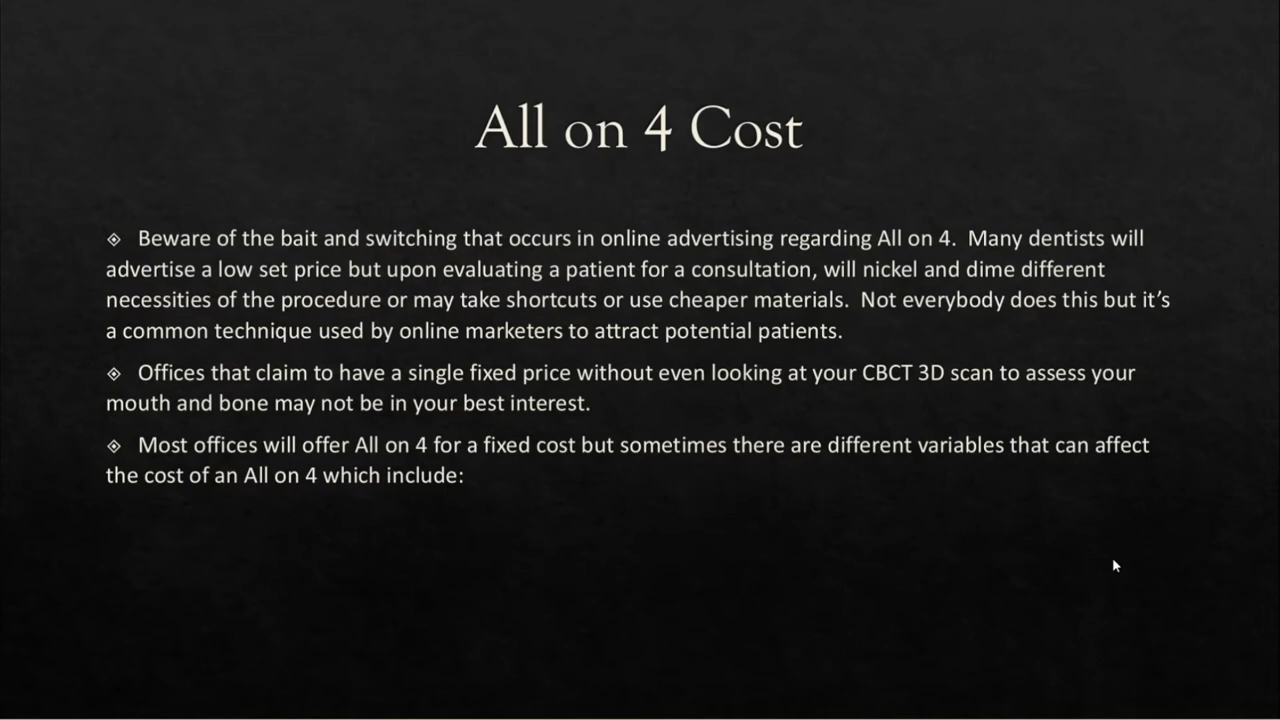 All on 4 Cost
Beware of the bait and switching that occurs in online advertising regarding All on 4.  Many dentists will
advertise a low set price but upon evaluating a patient for a consultation, will nickel and dime different
necessities of the procedure or may take shortcuts or use cheaper materials.  Not everybody does this but it’s
a common technique used by online marketers to attract potential patients.
Offices that claim to have a single fixed price without even looking at your CBCT 3D scan to assess your
mouth and bone may not be in your best interest.
Most offices will offer All on 4 for a fixed cost but sometimes there are different variables that can affect
the cost of an All on 4 which include: